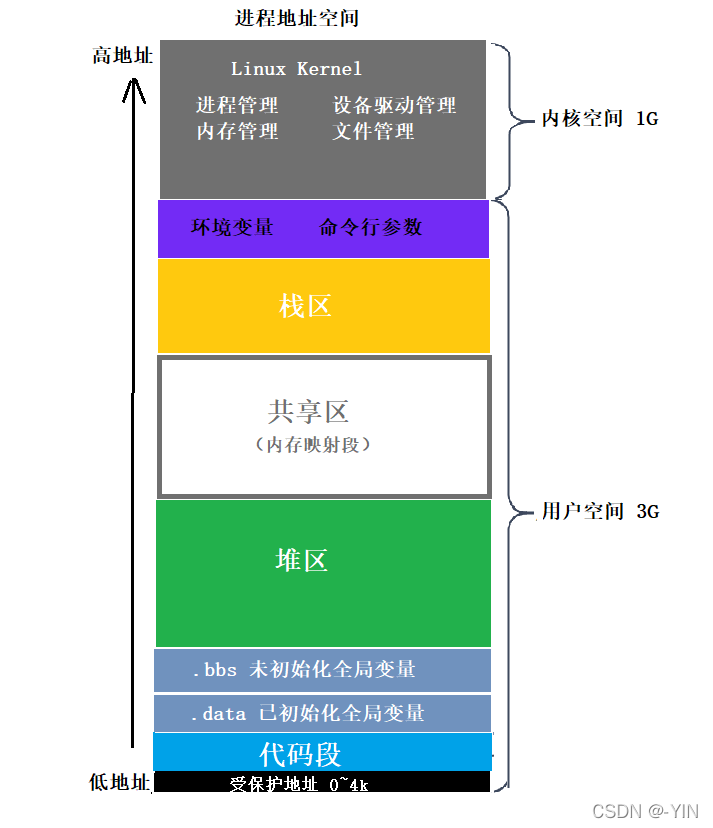 进程地址空间
高地址
Linux Kernel
进程管理 设备驱动管理
内存管理 文件管理
内核空间 1G
环境变量 命令行参数
栈区
共享区
（内存映射段）
用户空间 3G
堆区
.bbs 未初始化全局变量
.data 已初始化全局变量
代码段
低地址
受保护地址 0~4k
CSDN @-YIN